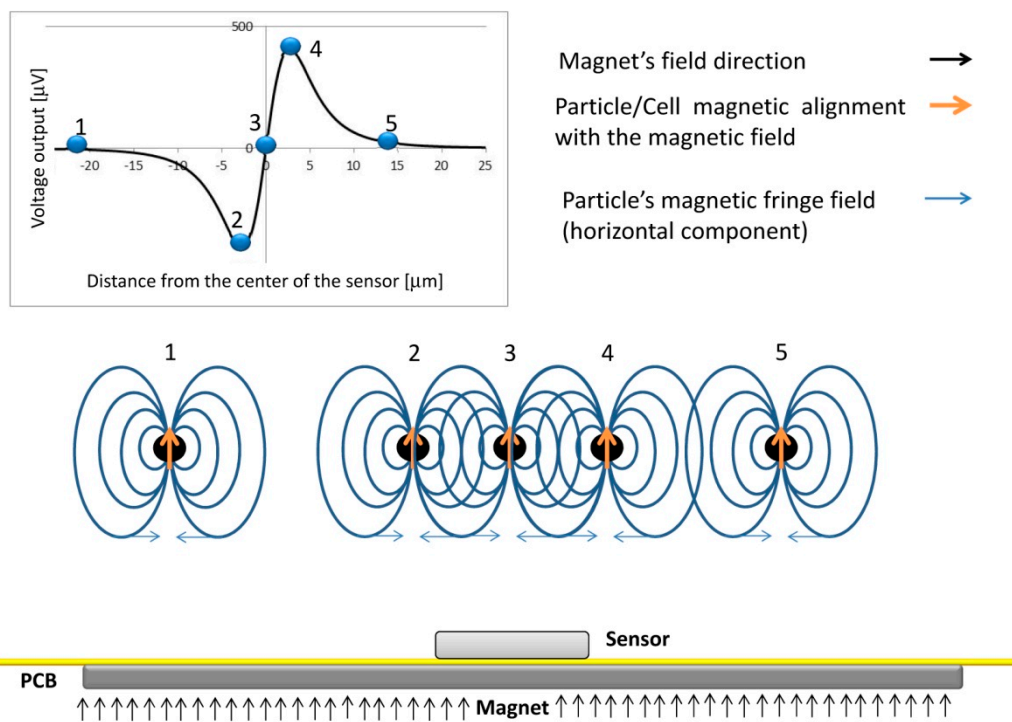 500
4
1
3
5
0
-20
-15
-10
-5
0
5
10
15
20
25
2
Voltage output [µV]
Distance from the center of the sensor [µm]
Magnet's field direction
Particle/Cell magnetic alignment
with the magnetic field
Particle's magnetic fringe field
(horizontal component)
1
2
3
4
5
Sensor
PCB
Magnet